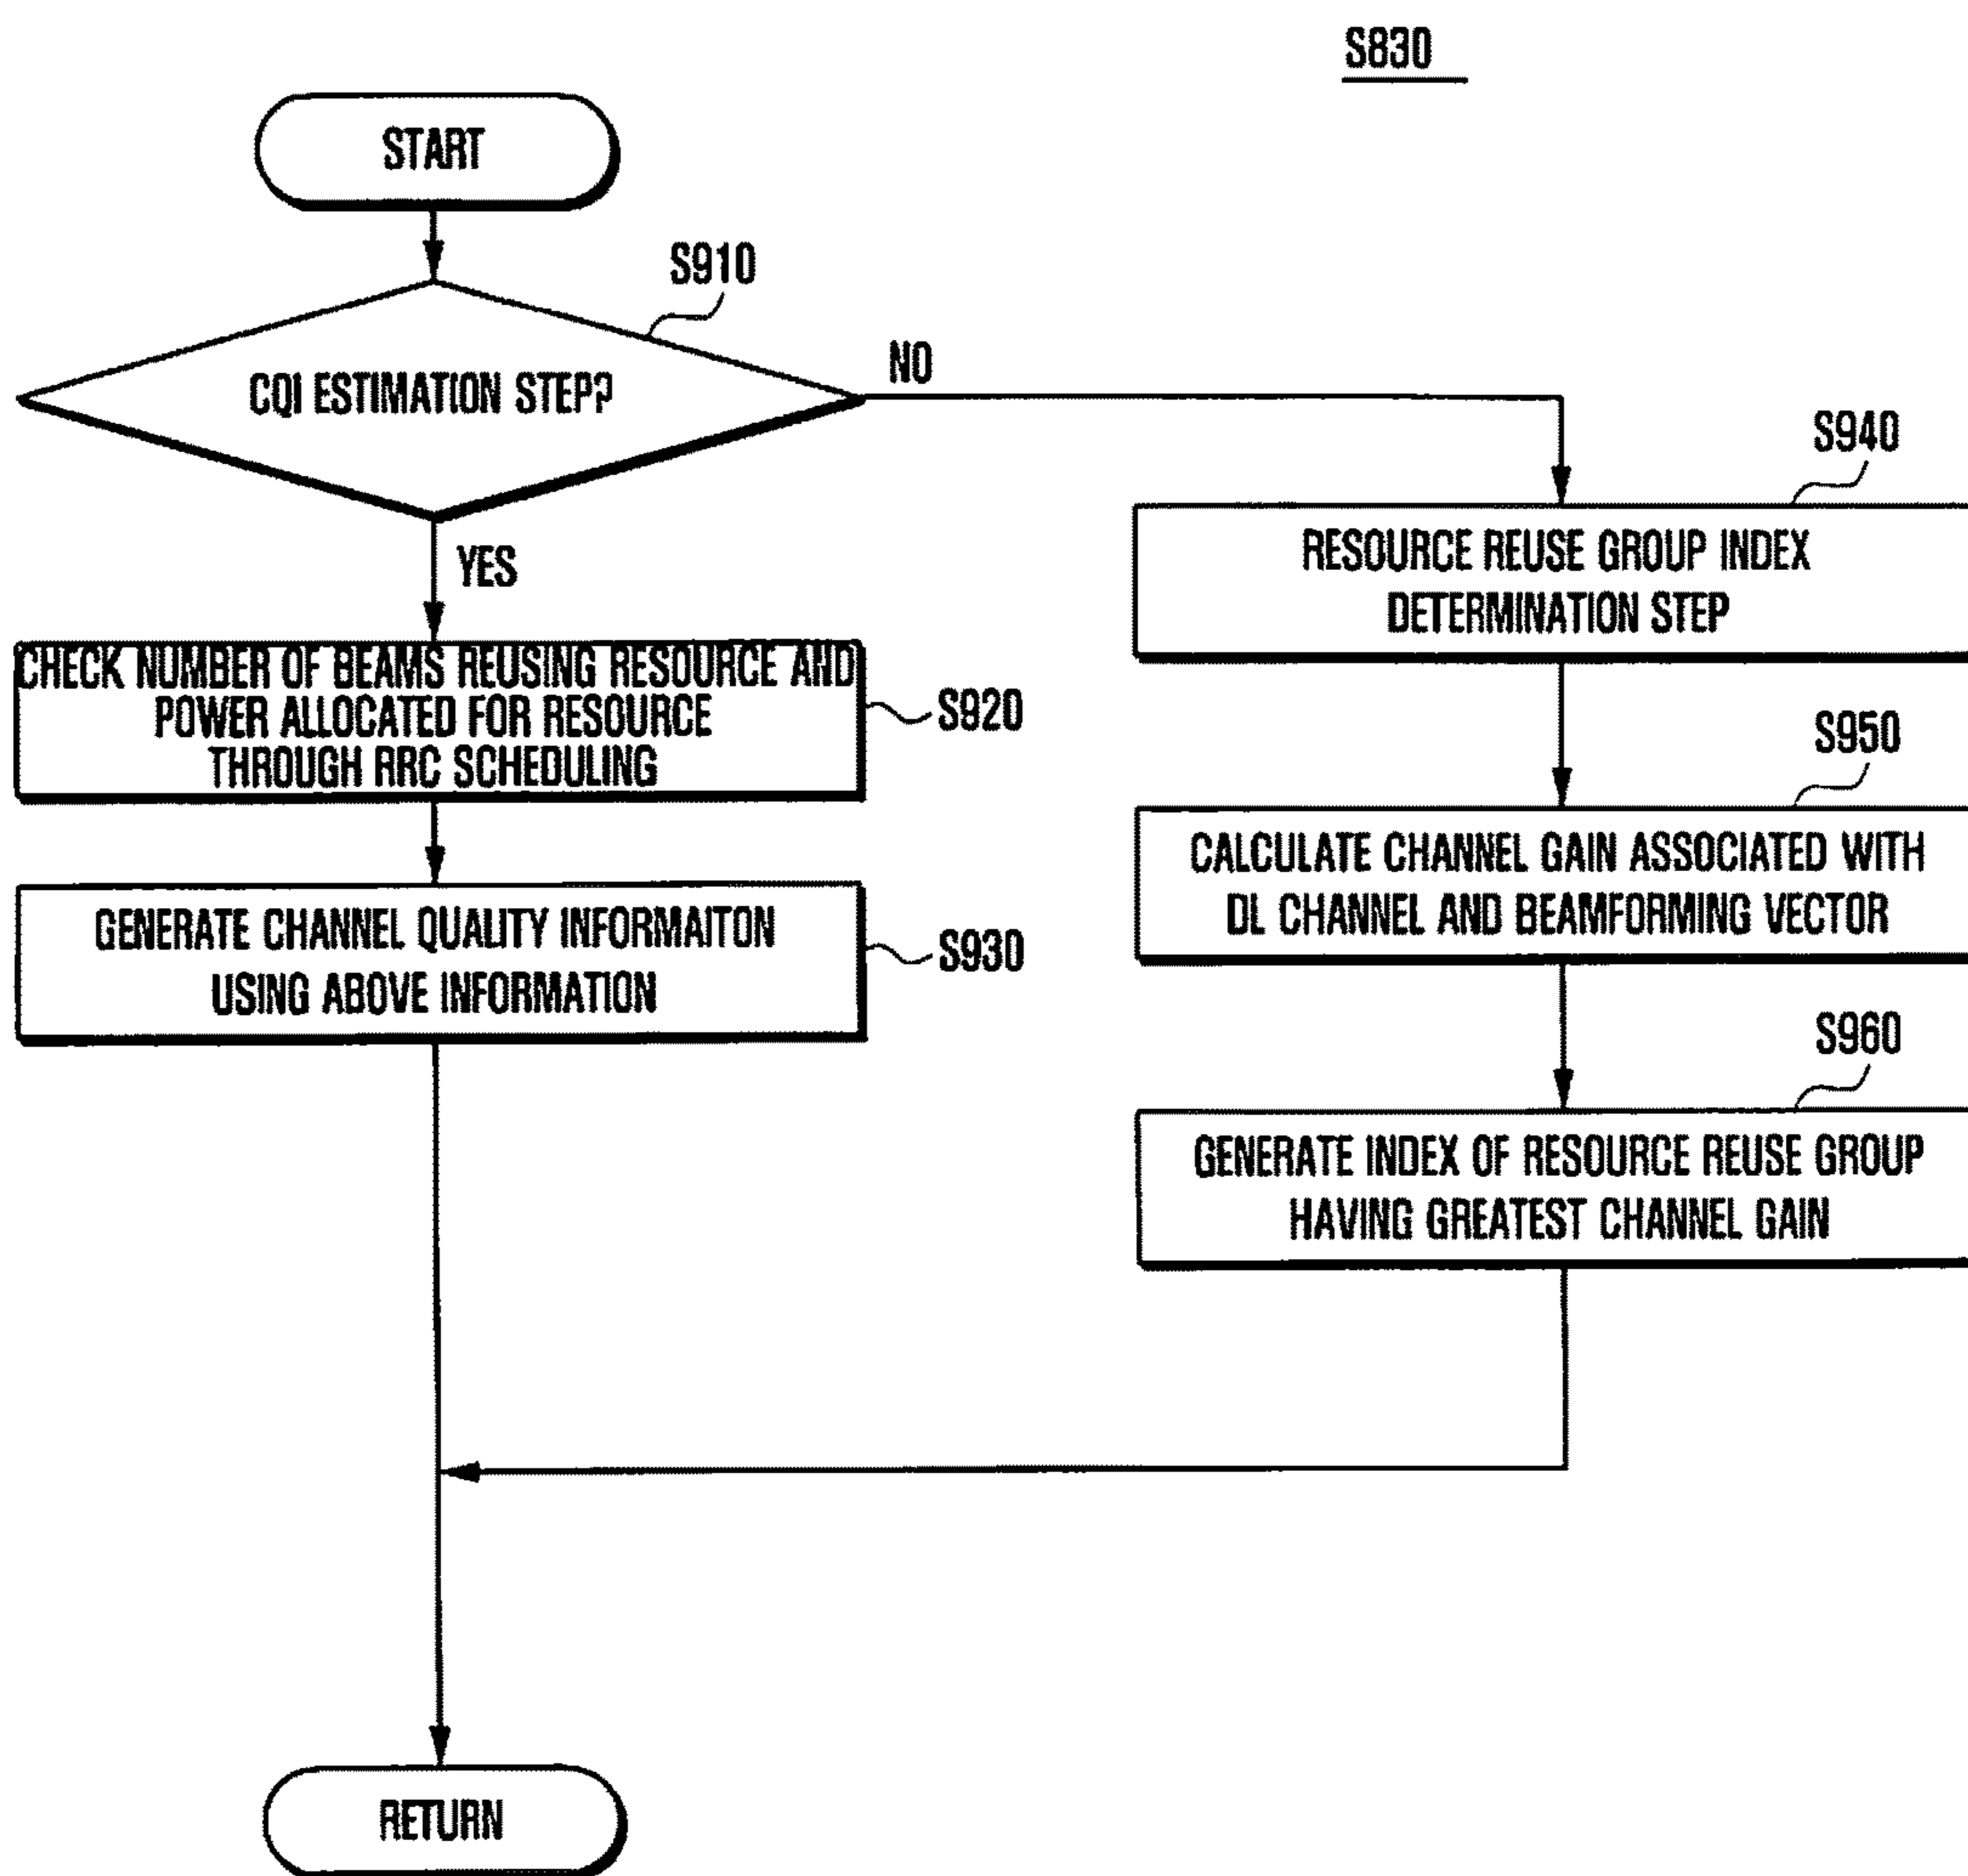 S830
START
S910
CQI ESTIMATION STEP?
NO
YES
S940
RESOURCE REUSE GROUP INDEX
DETERMINATION STEP
CHECK NUMBER OF BEAMS REUSING RESOURCE AND
POWER ALLOCATED FOR RESOURCE
THROUGH RRC SCHEDULING
S920
S950
CALCULATE CHANNEL GAIN ASSOCIATED WITH
DL CHANNEL AND BEAMFORMING VECTOR
GENERATE CHANNEL QUALITY INFORMAITON
USING ABOVE INFORMATION
S930
S960
GENERATE INDEX OF RESOURCE REUSE GROUP
HAVING GREATEST CHANNEL GAIN
RETURN